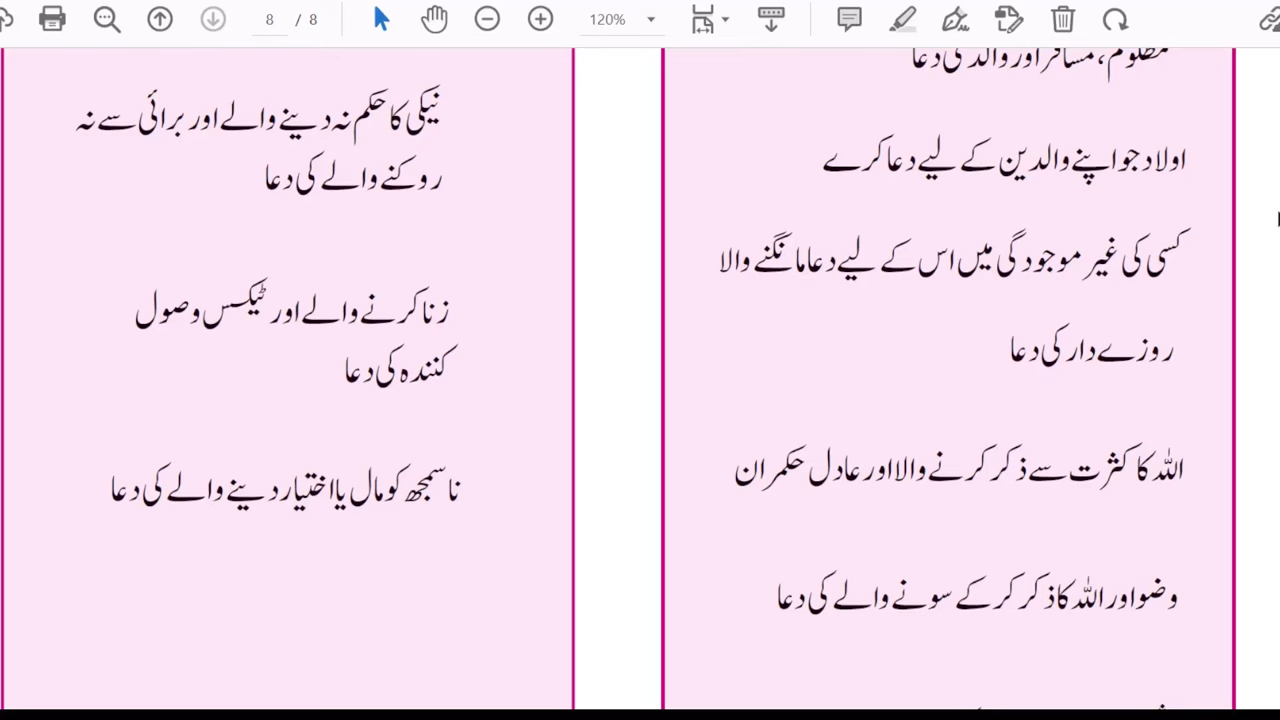 8 / 8
120%
مظلوم، مسافر اور والد کی دعا
اولاد جو اپنے والدین کے لیے دعا کرے
کسی کی غیر موجودگی میں اس کے لیے دعا مانگنے والا
روزے دار کی دعا
اللہ کا کثرت سے ذکر کرنے والا اور عادل حکمران
وضو اور اللہ کا ذکر کر کے سونے والے کی دعا
نیکی کا حکم نہ دینے والے اور برائی سے نہ
روکنے والے کی دعا
زنا کرنے والے اور ٹیکس وصول
کنندہ کی دعا
ناسمجھ کو مال یا اختیار دینے والے کی دعا